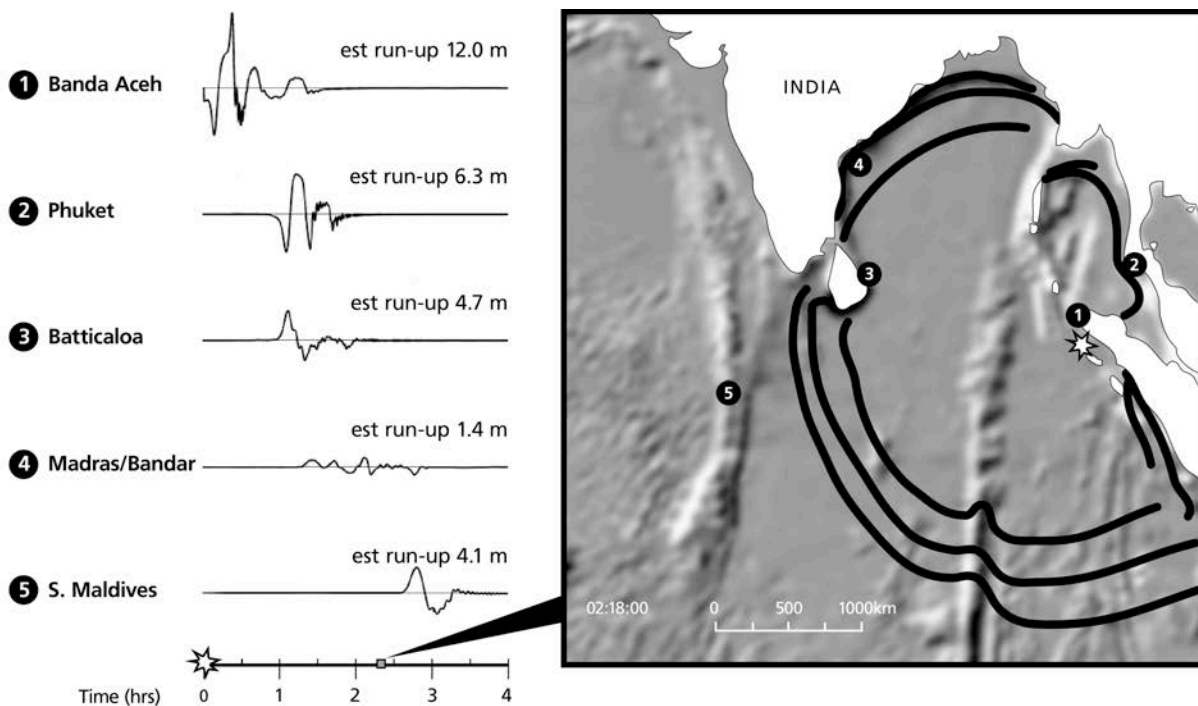 est run-up 12.0 m
1 Banda Aceh
est run-up 6.3 m
2 Phuket
est run-up 4.7 m
3 Batticaloa
est run-up 1.4 m
4 Madras/Bandar
est run-up 4.1 m
5 S. Maldives
Time (hrs) 0 1 2 3 4
INDIA
4
3
2
1
5
02:18:00 0 500 1000km